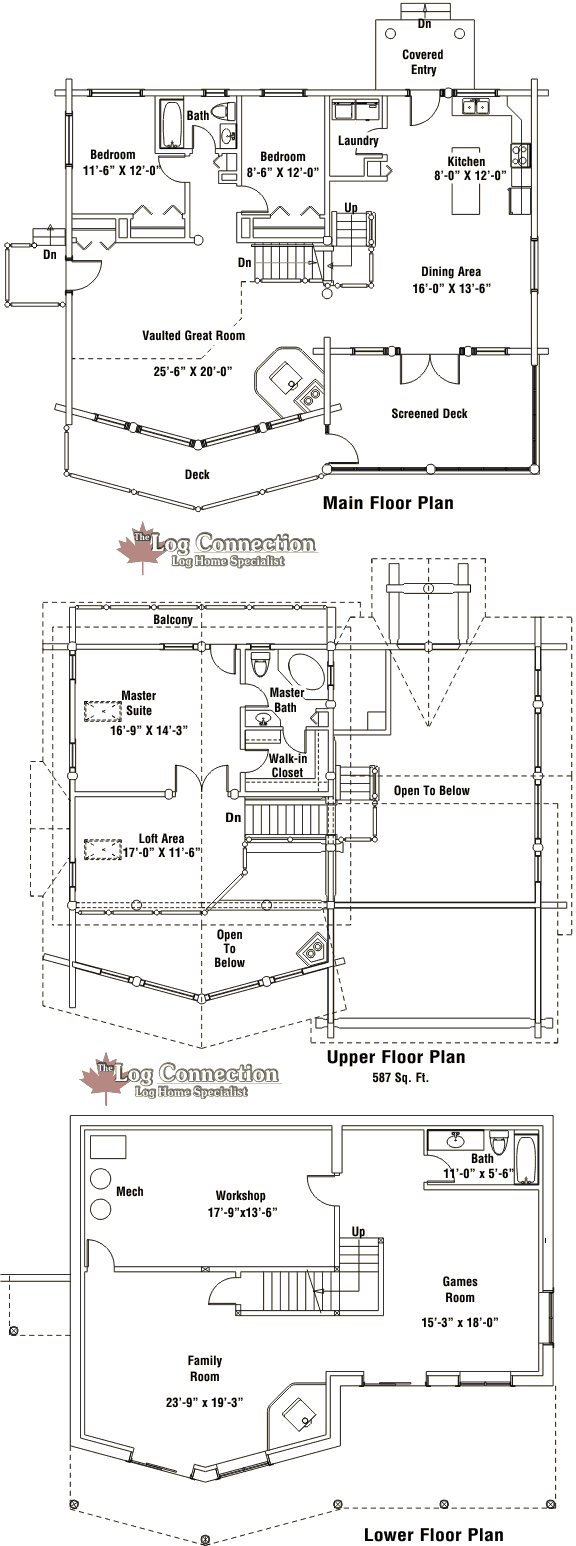 Dn
Covered
Entry
Bath
Bedroom
11'-6" X 12'-0"
Bedroom
8'-6" X 12'-0"
Laundry
Kitchen
8'-0" X 12'-0"
Up
Dn
Dn
Dining Area
16'-0" X 13'-6"
Vaulted Great Room
25'-6" X 20'-0"
Screened Deck
Deck
Main Floor Plan
The Log Connection
Log Home Specialist
Balcony
Master
Suite
16'-9" X 14'-3"
Master
Bath
Walk-in
Closet
Open To Below
Dn
Loft Area
17'-0" X 11'-6"
Open
To
Below
Upper Floor Plan
587 Sq. Ft.
The Log Connection
Log Home Specialist
Bath
11'-0" x 5'-6"
Mech
Workshop
17'-9"x13'-6"
Up
Games
Room
15'-3" x 18'-0"
Family
Room
23'-9" x 19'-3"
Lower Floor Plan